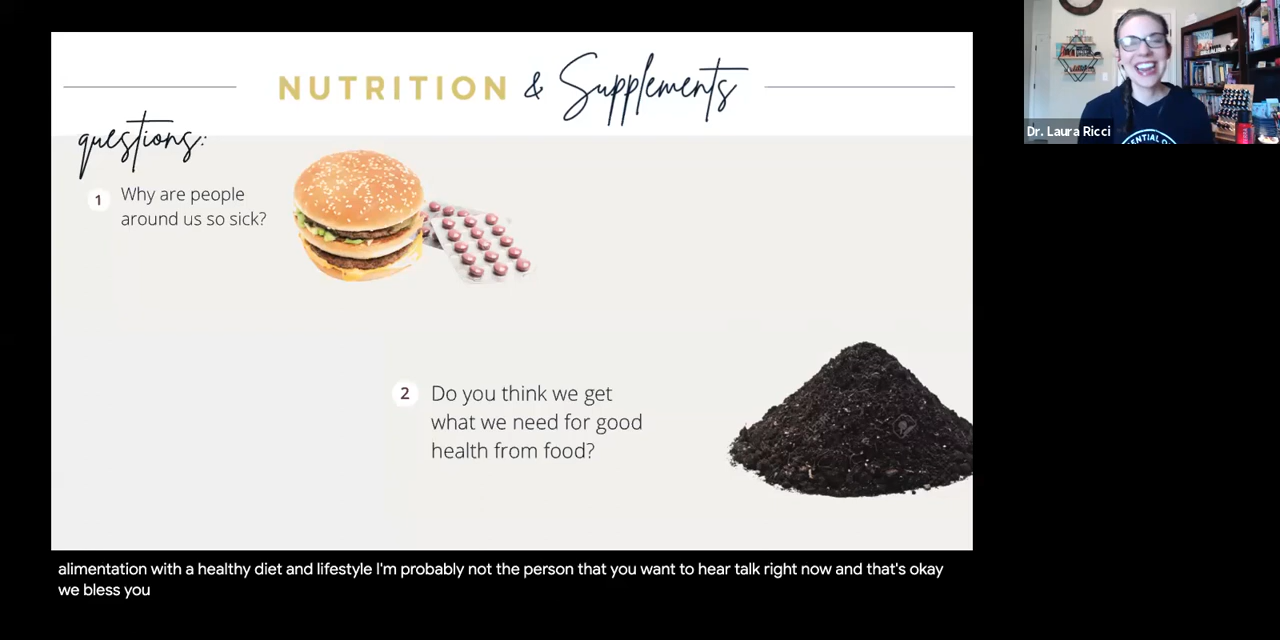 NUTRITION & Supplements
questions:
1 Why are people
around us so sick?
2 Do you think we get
what we need for good
health from food?
Dr. Laura Ricci
ENTIAL O
alimentation with a healthy diet and lifestyle I'm probably not the person that you want to hear talk right now and that's okay
we bless you